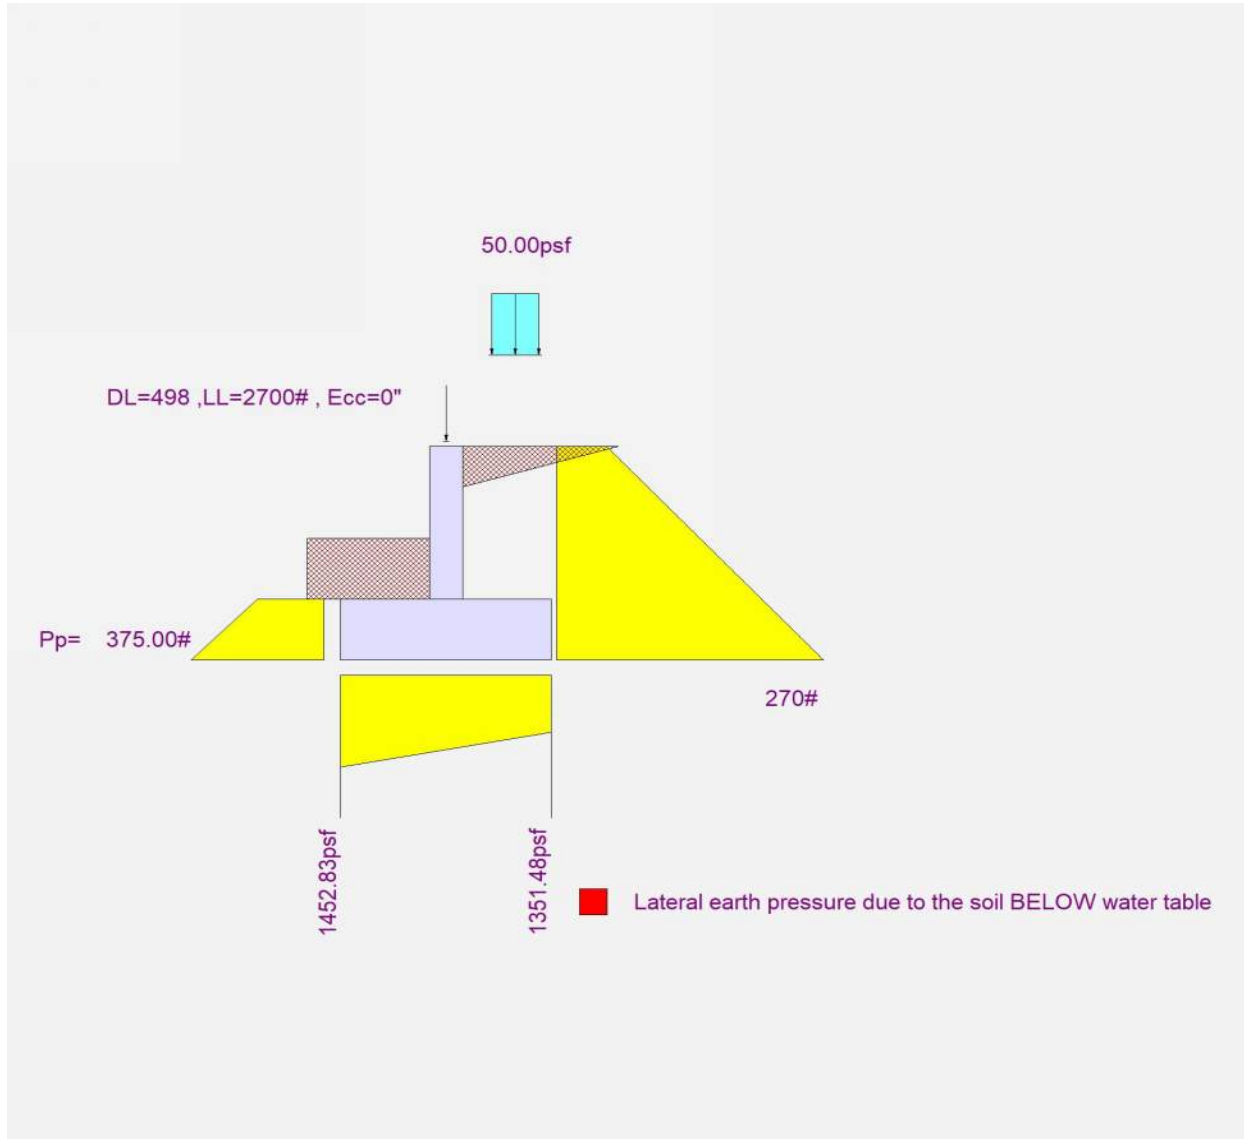 50.00psf
DL=498 ,LL=2700# , Ecc=0"
Pp= 375.00#
270#
1452.83psf
1351.48psf
Lateral earth pressure due to the soil BELOW water table